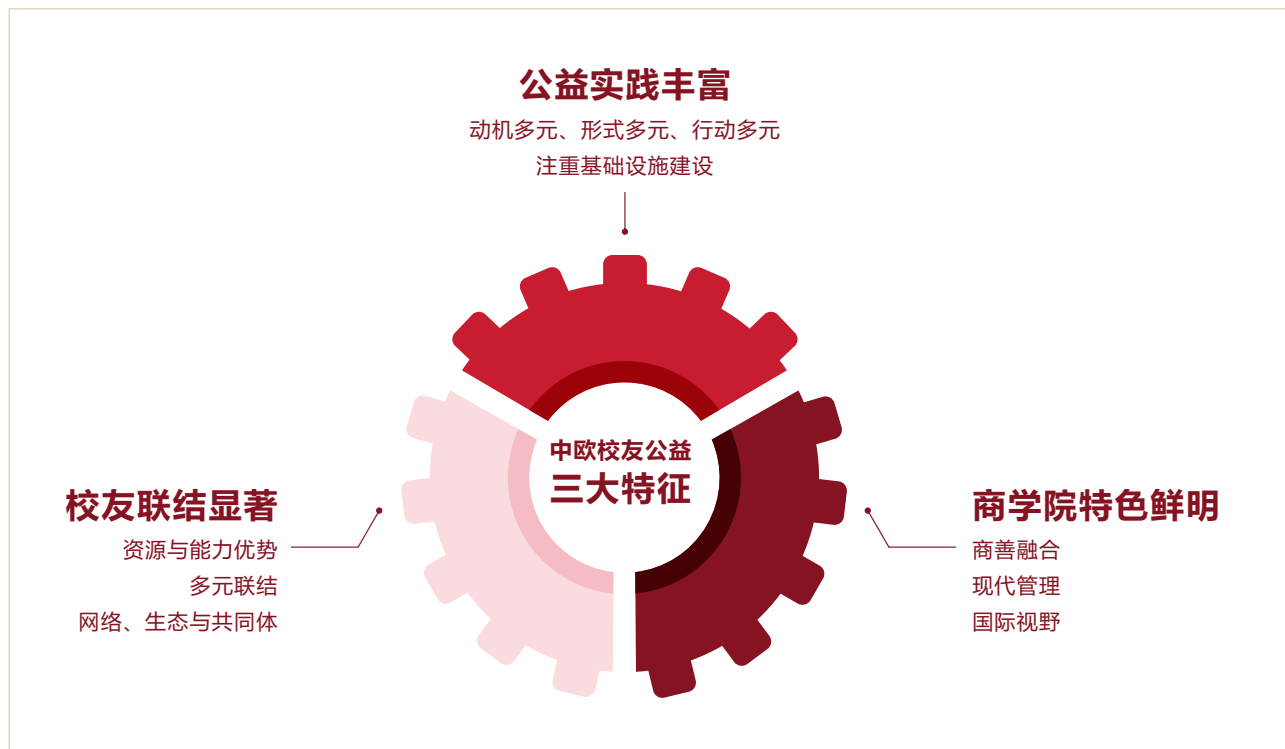 公益实践丰富
动机多元、形式多元、行动多元
注重基础设施建设
中欧校友公益
三大特征
校友联结显著
资源与能力优势
多元联结
网络、生态与共同体
商学院特色鲜明
商善融合
现代管理
国际视野